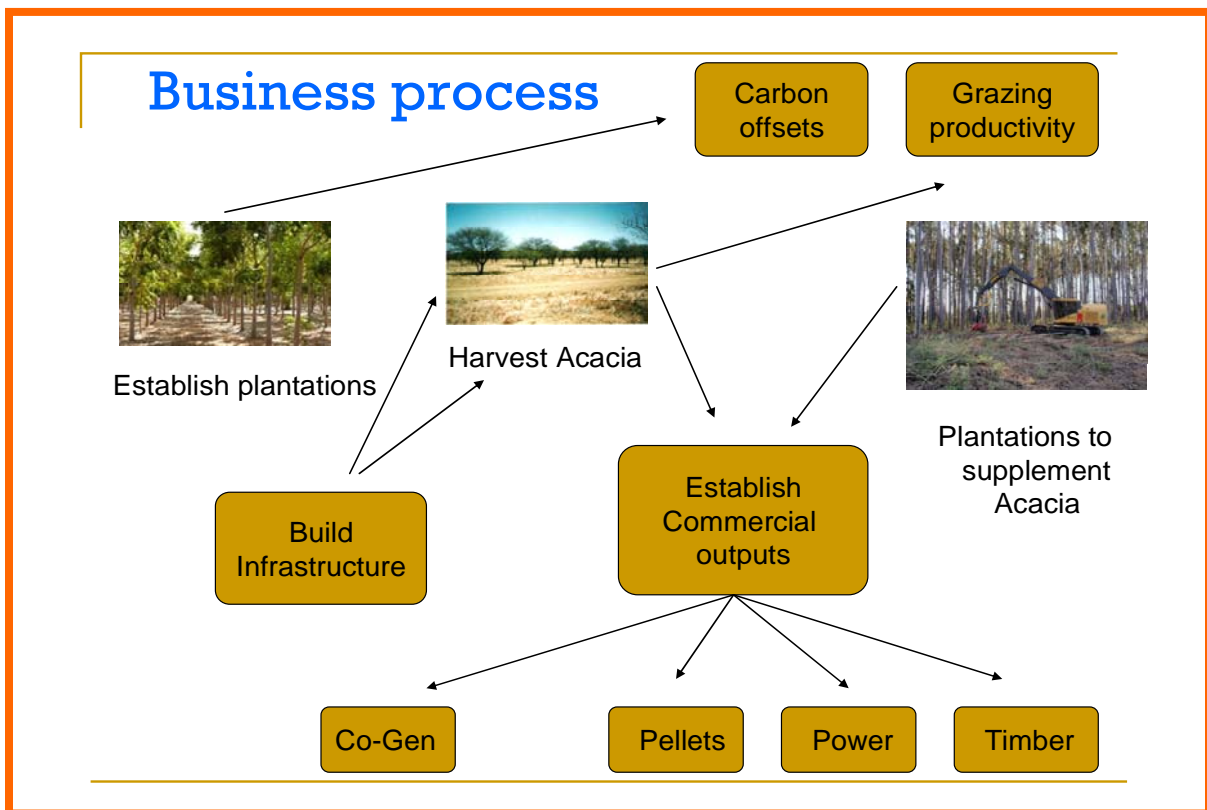 Business process
Carbon
offsets
Grazing
productivity
Establish plantations
Harvest Acacia
Plantations to
supplement
Acacia
Build
Infrastructure
Establish
Commercial
outputs
Co-Gen
Pellets
Power
Timber